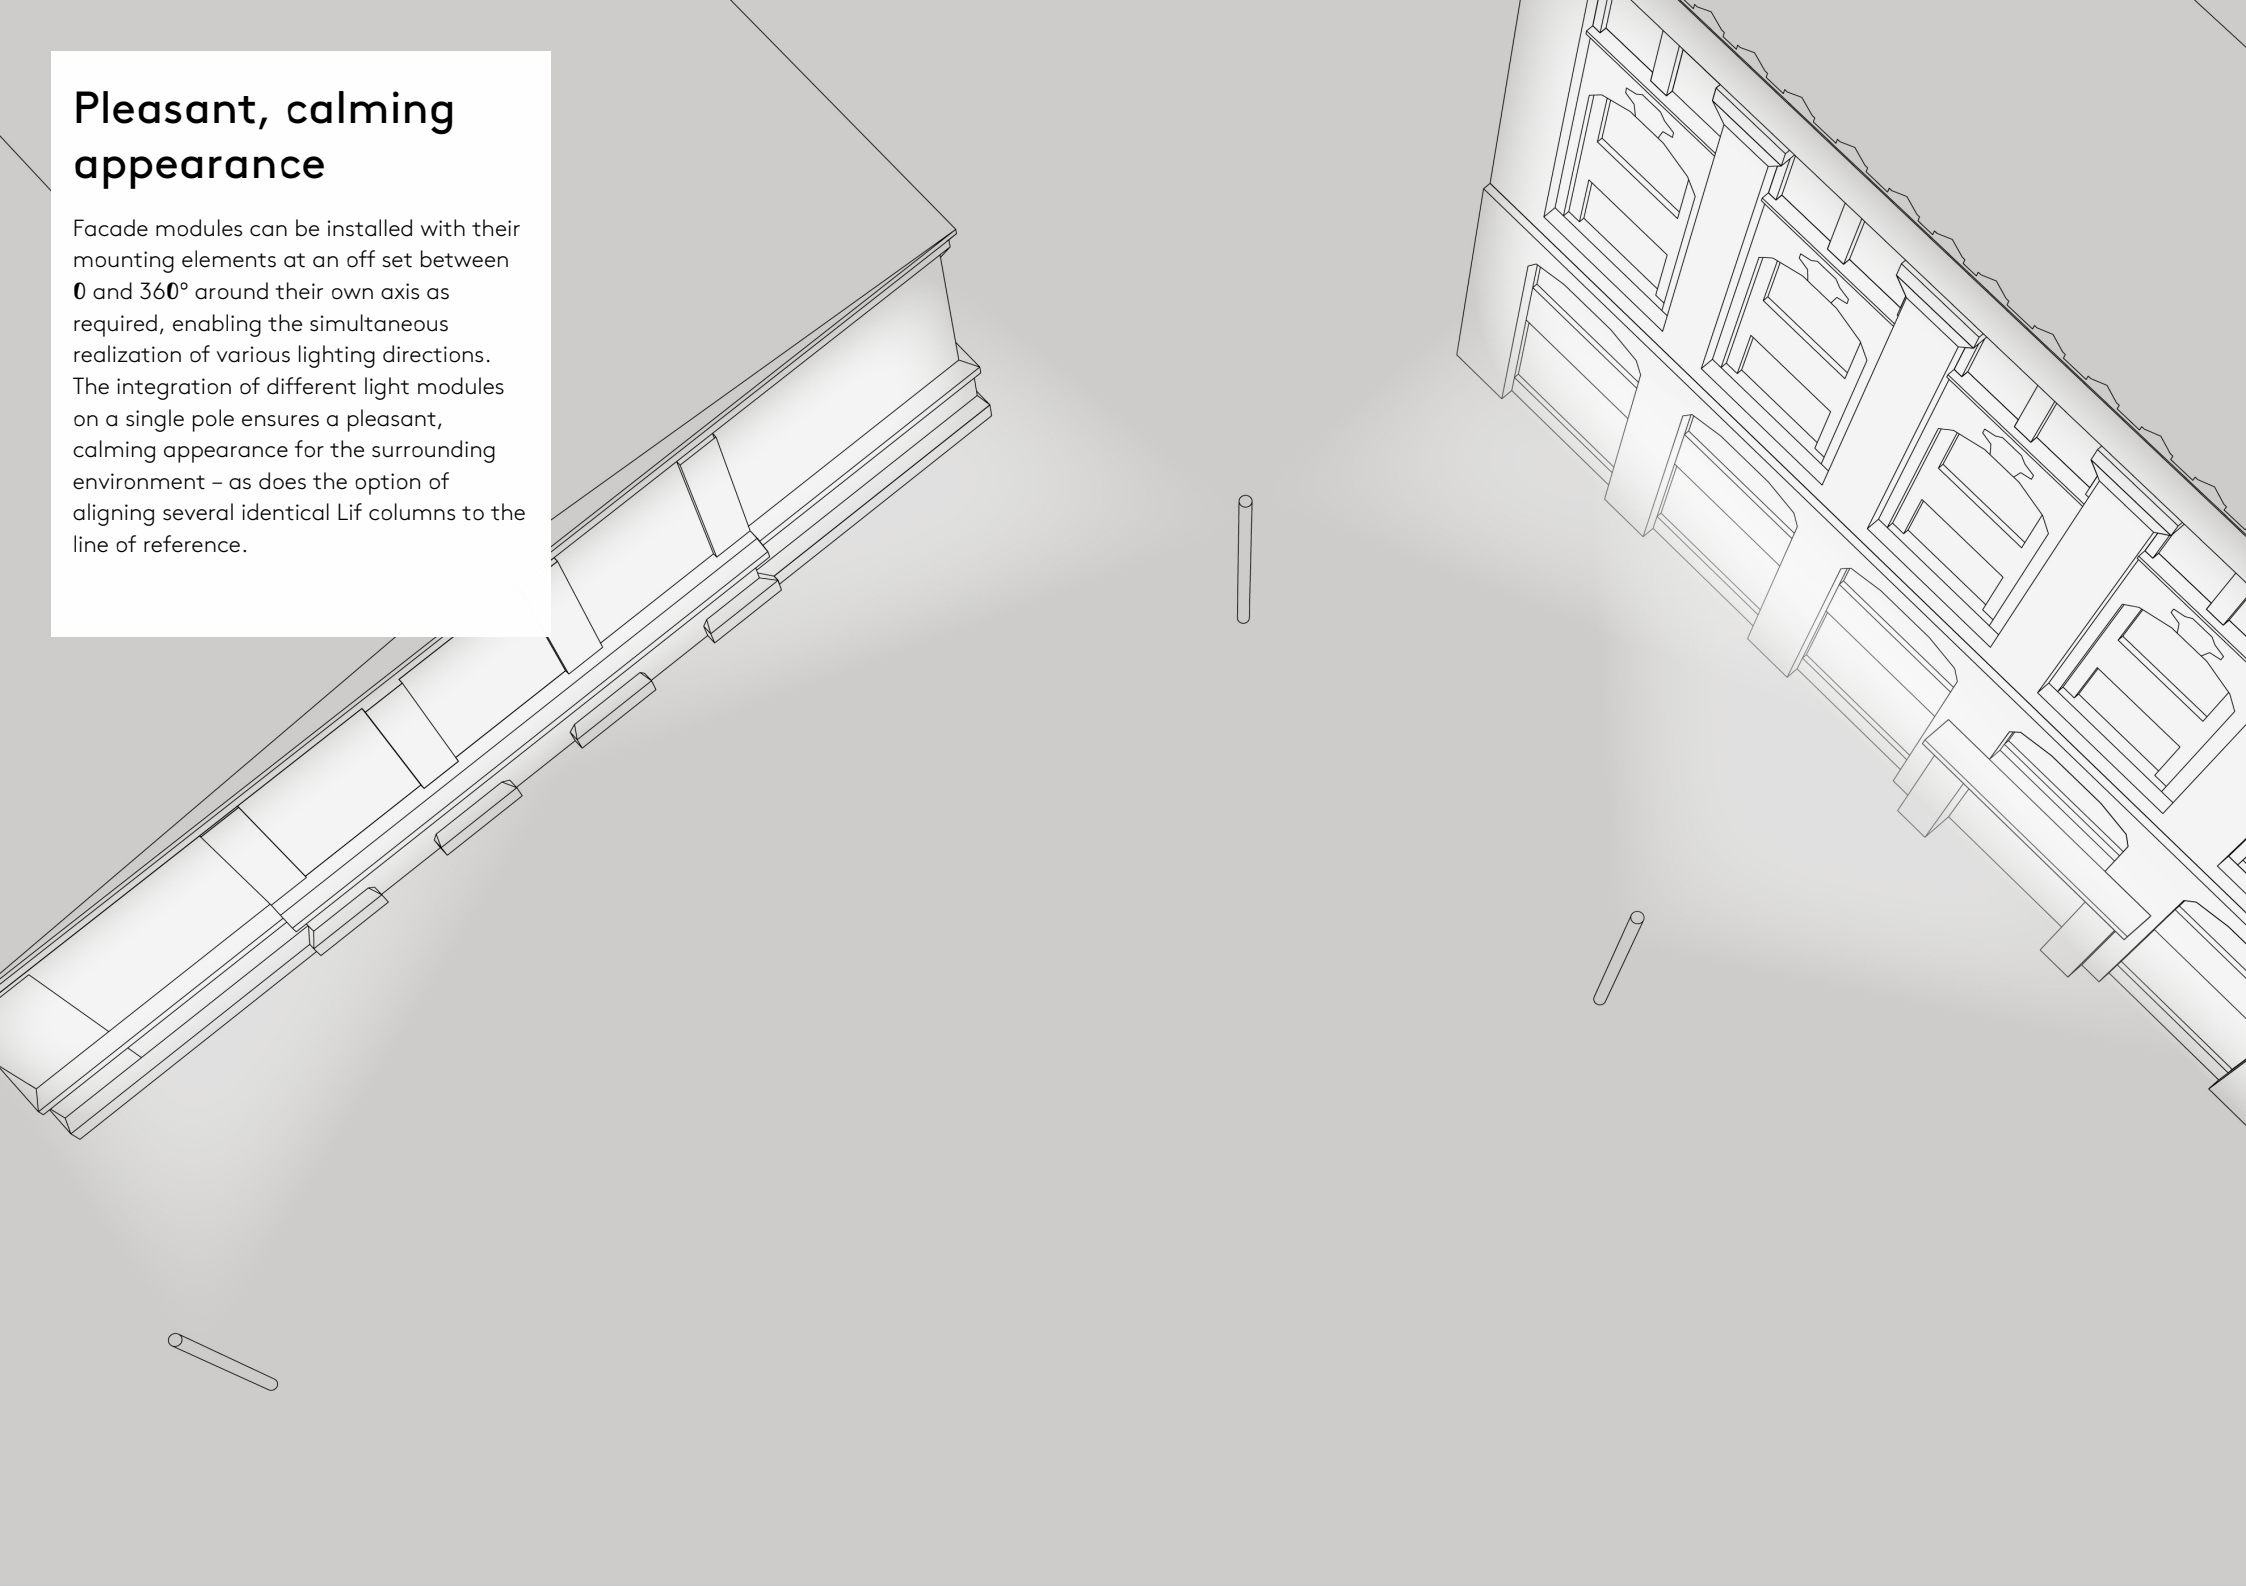 Pleasant, calming
appearance
Facade modules can be installed with their
mounting elements at an off set between
0 and 360° around their own axis as
required, enabling the simultaneous
realization of various lighting directions.
The integration of different light modules
on a single pole ensures a pleasant,
calming appearance for the surrounding
environment – as does the option of
aligning several identical Lif columns to the
line of reference.